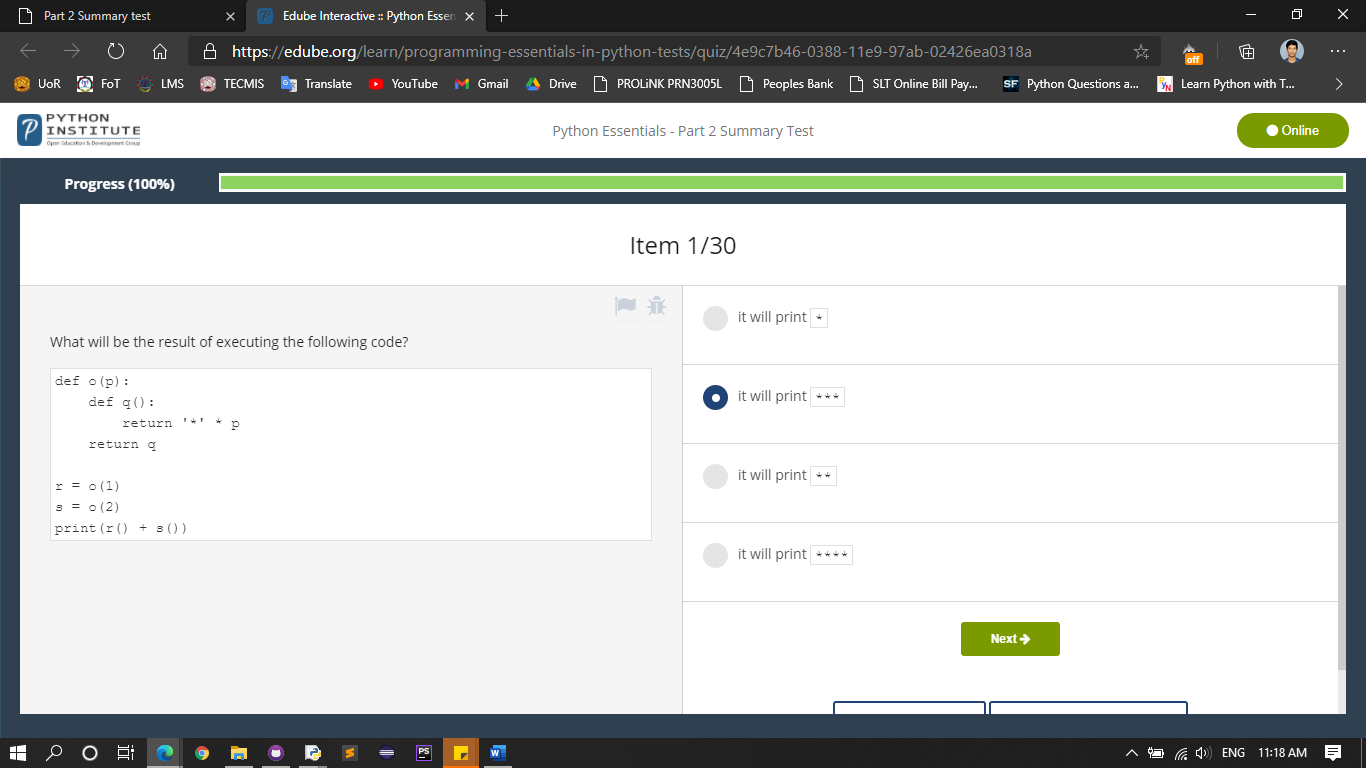 Part 2 Summary test
Edube Interactive :: Python Essen
https://edube.org/learn/programming-essentials-in-python-tests/quiz/4e9c7b46-0388-11e9-97ab-02426ea0318a
off
UoR FoT LMS TECMIS Translate YouTube Gmail Drive PROLiNK PRN3005L Peoples Bank SLT Online Bill Pay... SF Python Questions a... Learn Python with T...
PYTHON
INSTITUTE
Open Education & Development Group
Python Essentials - Part 2 Summary Test
Online
Progress (100%)
Item 1/30
What will be the result of executing the following code?
def o(p):
    def q():
        return '*' * p
    return q
r = o(1)
s = o(2)
print(r() + s())
it will print *
it will print ***
it will print **
it will print ****
Next
PS
W
ENG 11:18 AM